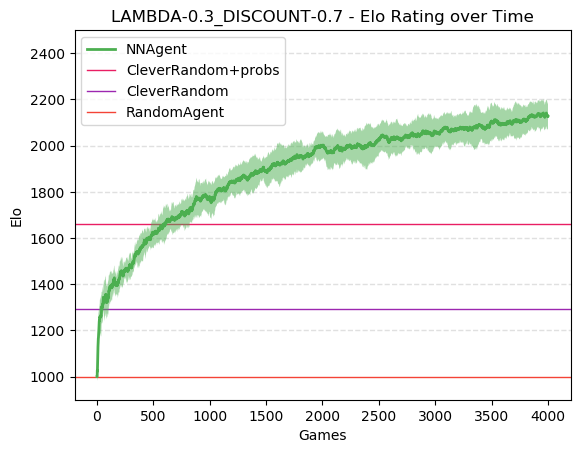 LAMBDA-0.3_DISCOUNT-0.7 - Elo Rating over Time
NNAgent
CleverRandom+probs
CleverRandom
RandomAgent
Elo
2400
2200
2000
1800
1600
1400
1200
1000
0 500 1000 1500 2000 2500 3000 3500 4000
Games